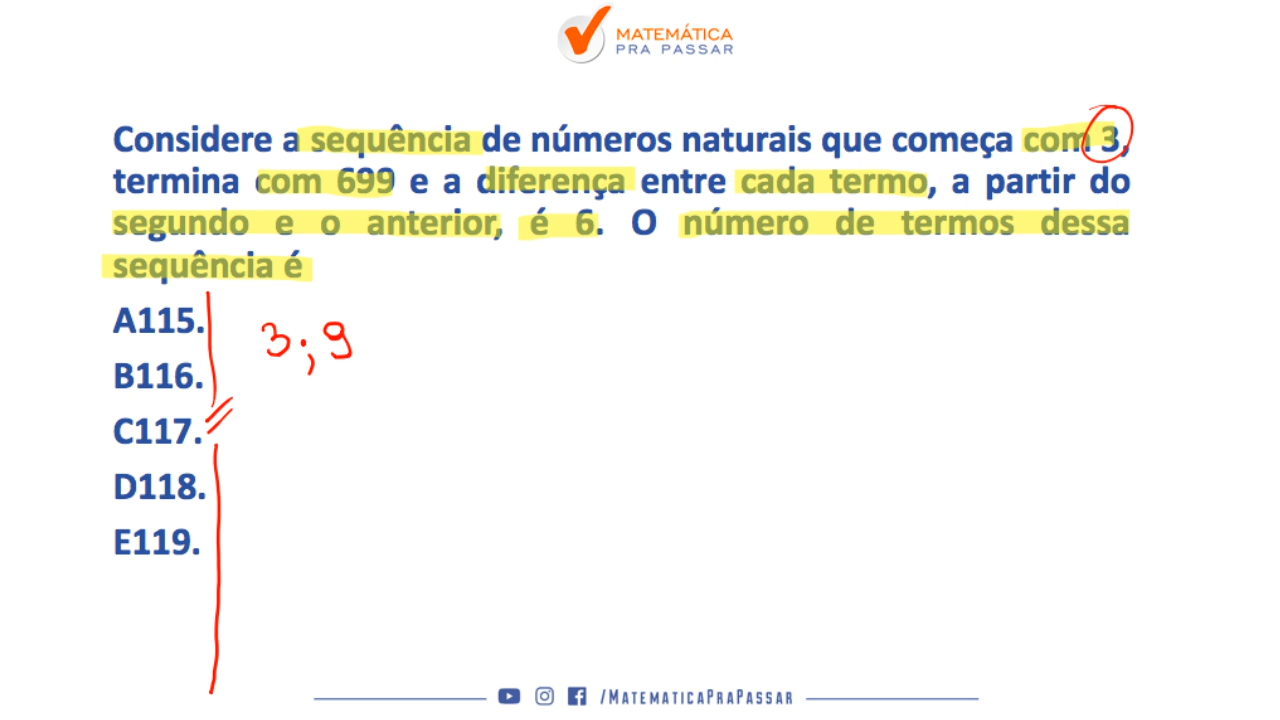 MATEMÁTICA
PRA PASSAR
Considere a sequência de números naturais que começa com 3,
termina com 699 e a diferença entre cada termo, a partir do
segundo e o anterior, é 6. O número de termos dessa
sequência é
A115.
3; 9
B116.
C117.
D118.
E119.
/MATEMATICAPRAPASSAR